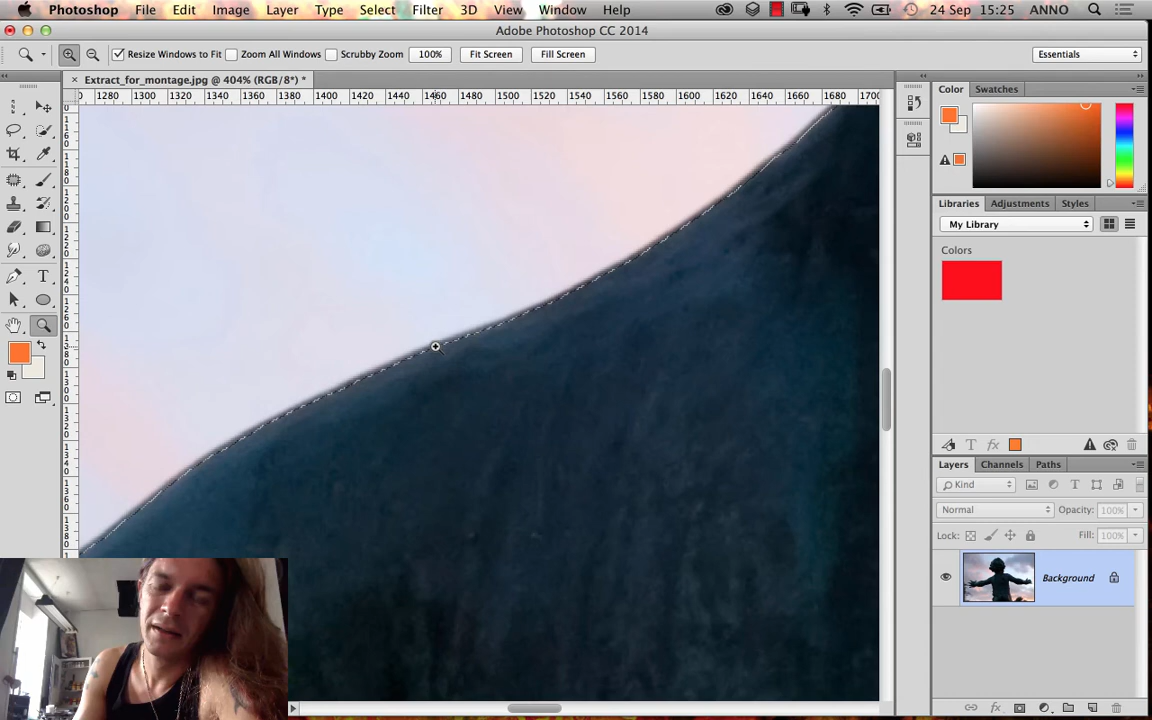 Photoshop File Edit Image Layer Type Select Filter 3D View Window Help 24 Sep 15:25 ANNO
Adobe Photoshop CC 2014
Resize Windows to Fit Zoom All Windows Scrubby Zoom 100% Fit Screen Fill Screen Essentials
Extract_for_montage.jpg @ 404% (RGB/8*) *
1280 1300 1320 1340 1360 1380 1400 1420 1440 1460 1480 1500 1520 1540 1560 1580 1600 1620 1640 1660 1680 1700
Color Swatches
Libraries Adjustments Styles
My Library
Colors
Layers Channels Paths
Kind
Normal Opacity: 100%
Lock: Fill: 100%
Background